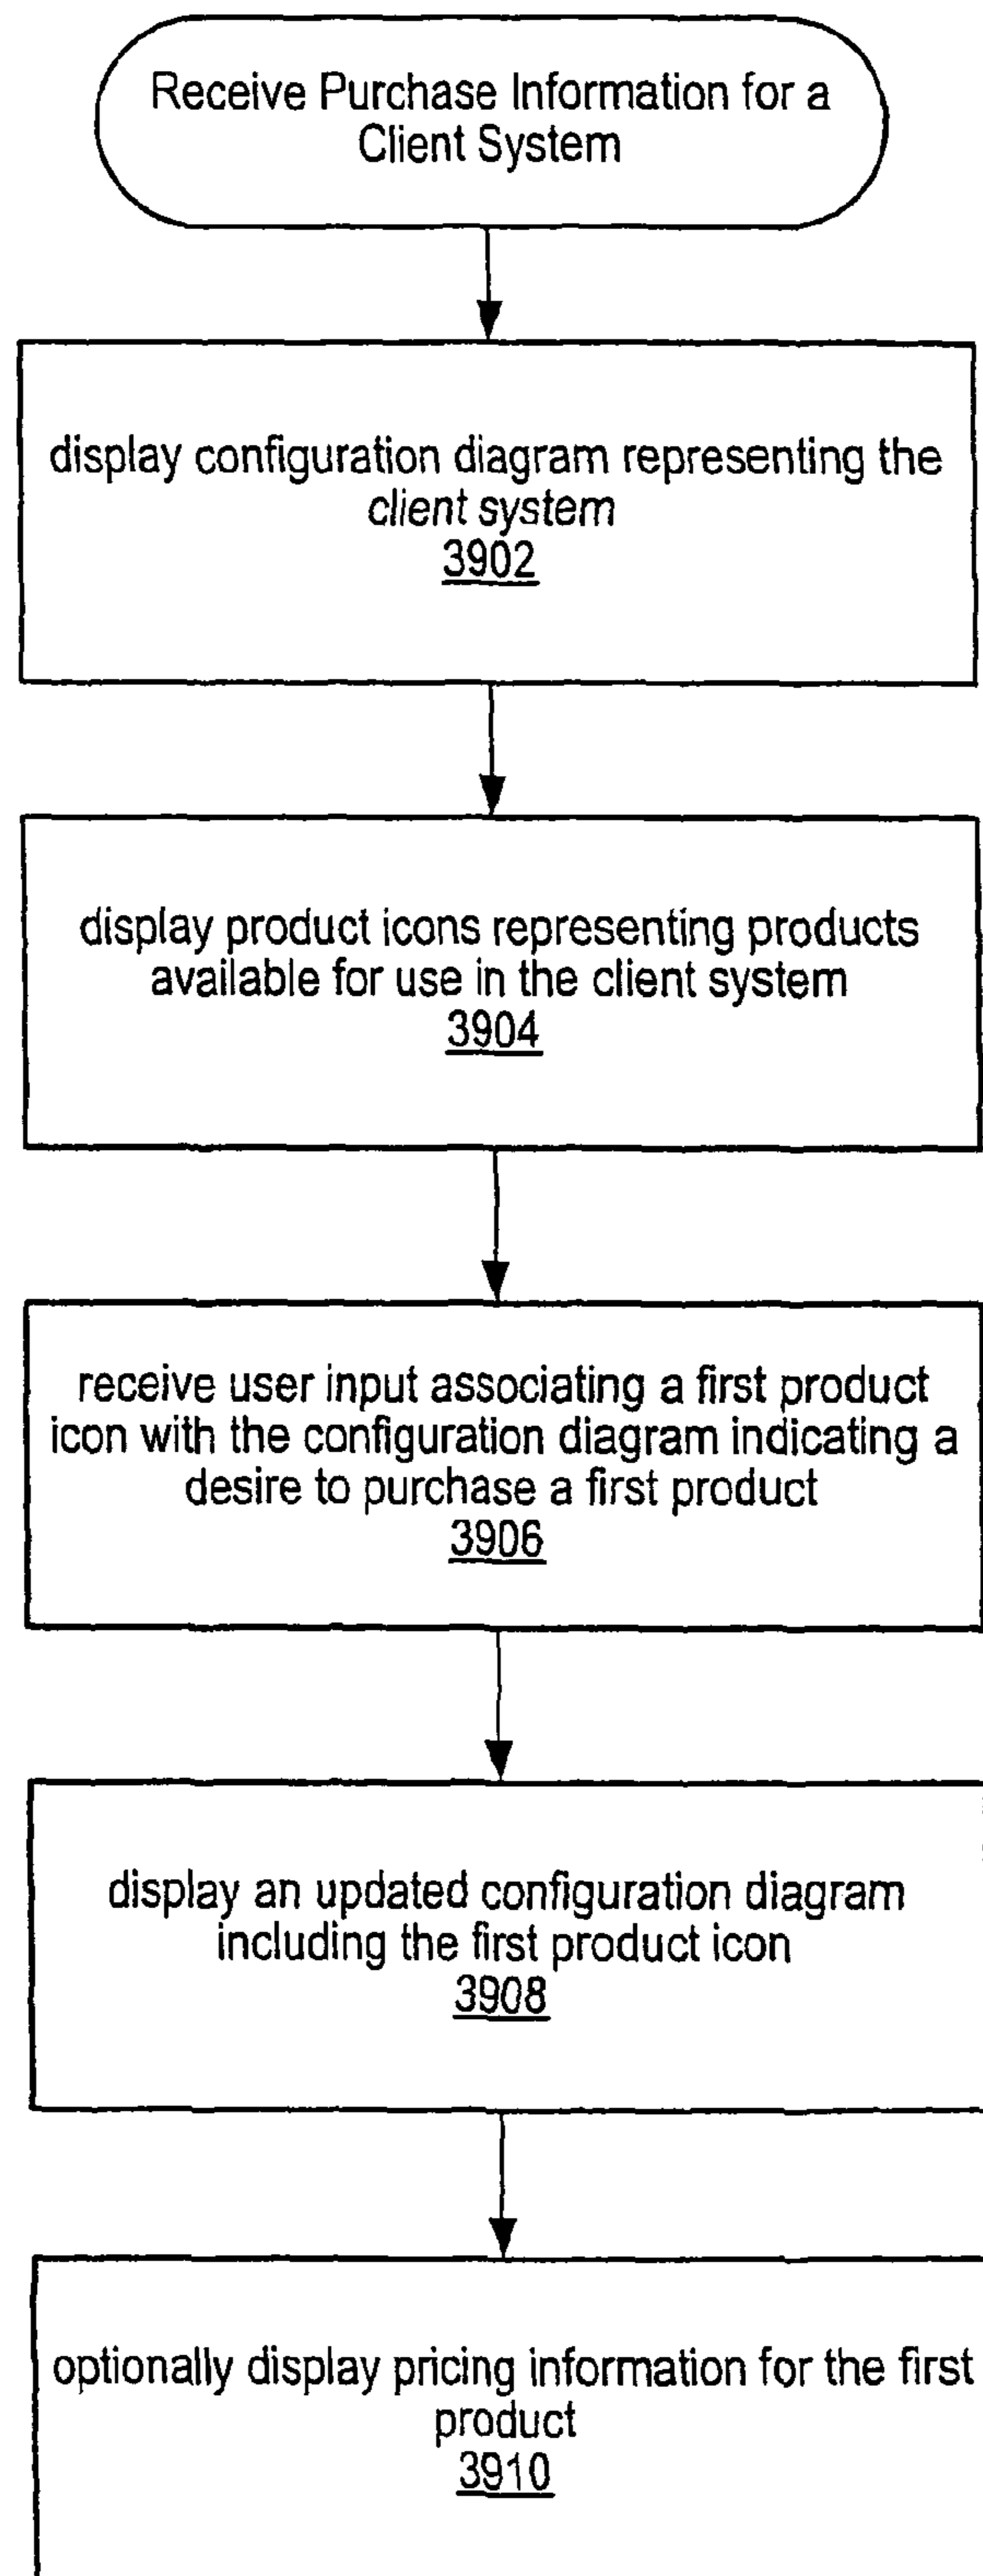 Receive Purchase Information for a
Client System
display configuration diagram representing the
client system
3902
display product icons representing products
available for use in the client system
3904
receive user input associating a first product
icon with the configuration diagram indicating a
desire to purchase a first product
3906
display an updated configuration diagram
including the first product icon
3908
optionally display pricing information for the first
product
3910